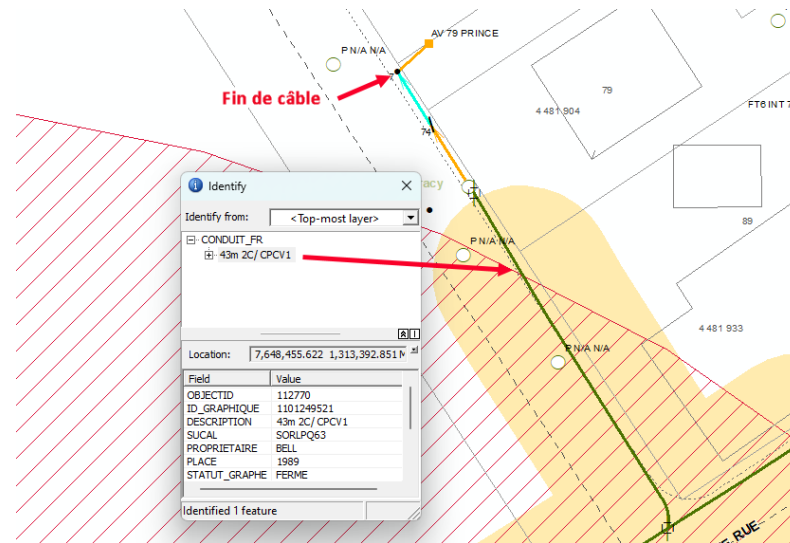 AV 79 PRINCE
P N/A N/A
Fin de câble
79
4 481 904
FT6 INT 7
74
acy
89
P N/A N/A
4 481 933
P N/A N/A
RUE
Identify
Identify from:
<Top-most layer>
CONDUIT_FR
43m 2C/ CPCV1
Location:
7,648,455.622 1,313,392.851 M
Field Value
OBJECTID 112770
ID_GRAPHIQUE 1101249521
DESCRIPTION 43m 2C/ CPCV1
SUCAL SORLPQ63
PROPRIETAIRE BELL
PLACE 1989
STATUT_GRAPHE FERME
Identified 1 feature